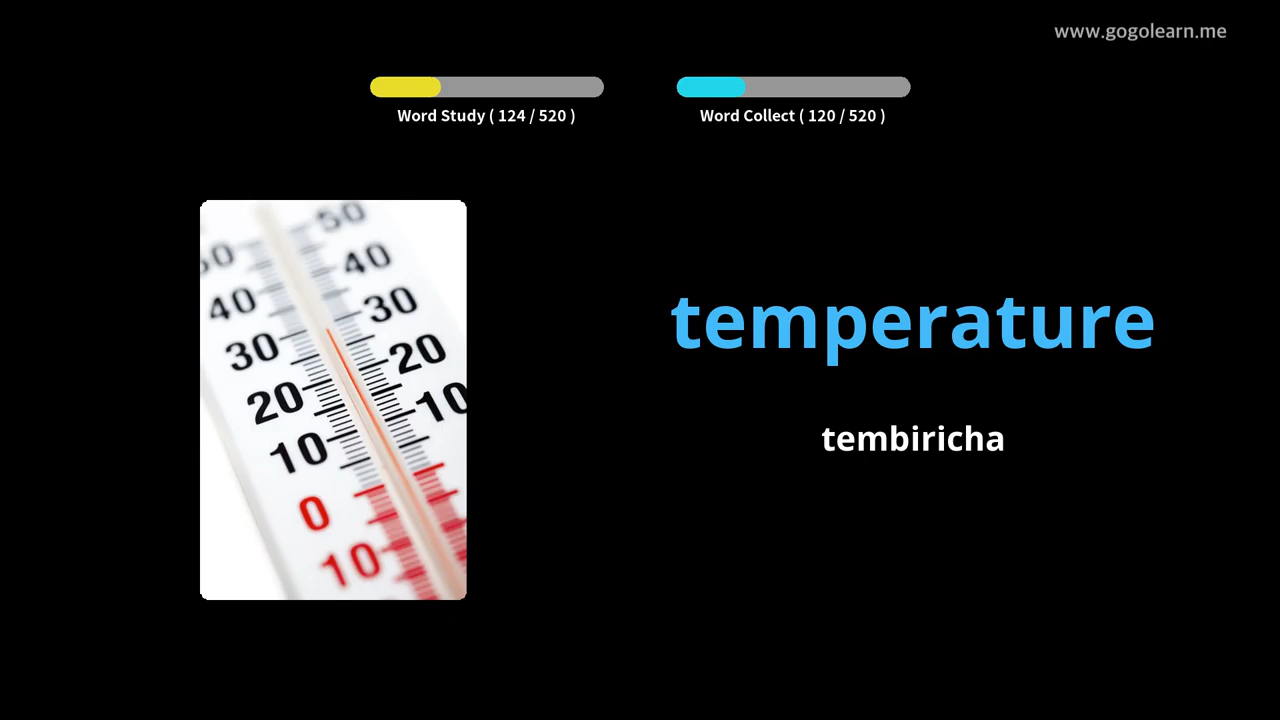 www.gogolearn.me
Word Study ( 124 / 520 )
Word Collect ( 120 / 520 )
50
50
40
40
30
30
20
20
10
10
0
10
temperature
tembiricha